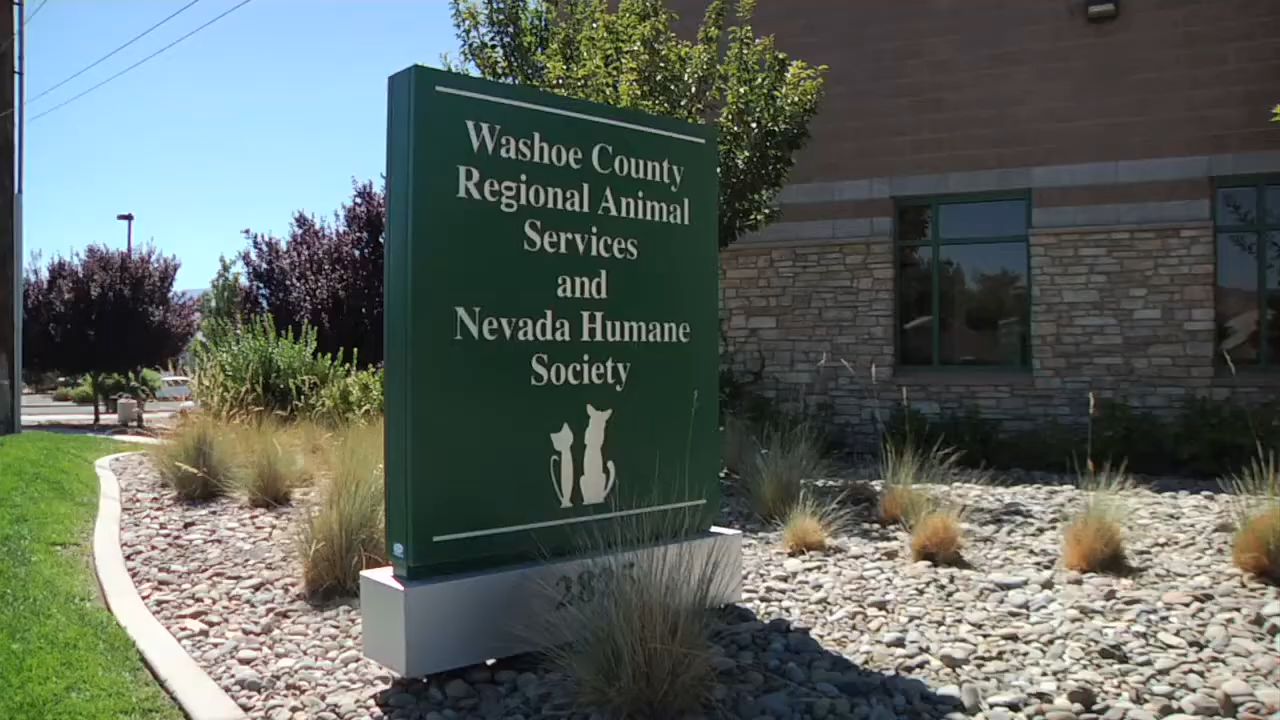 Washoe County
Regional Animal
Services
and
Nevada Humane
Society